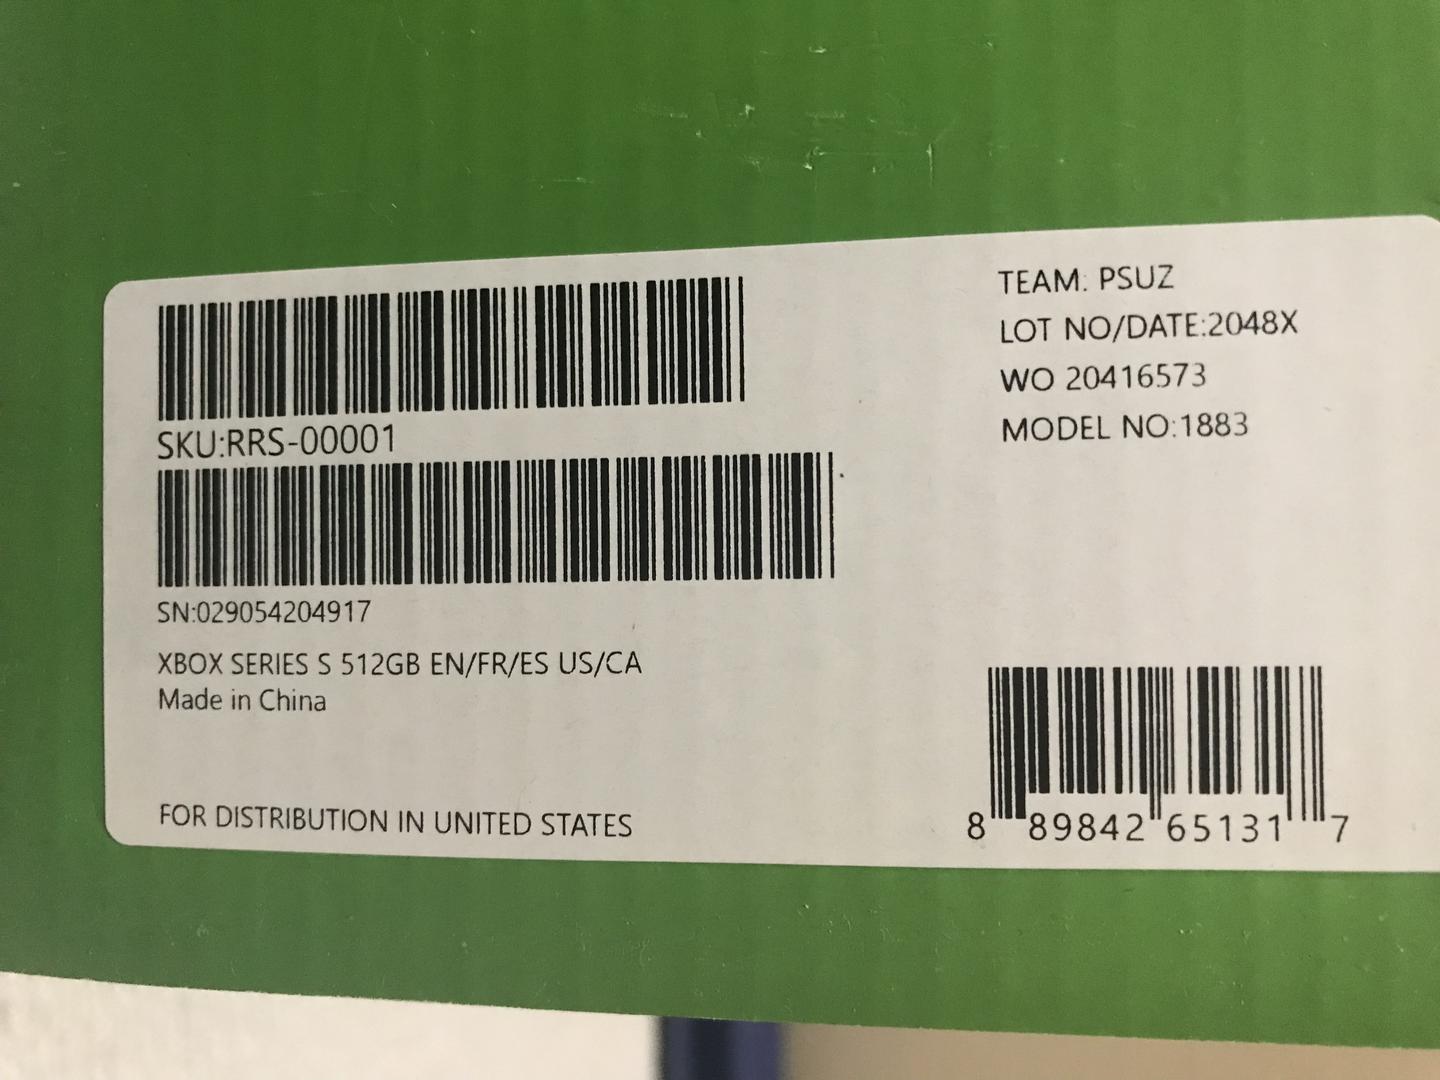 SKU:RRS-00001
SN:029054204917
XBOX SERIES S 512GB EN/FR/ES US/CA
Made in China
FOR DISTRIBUTION IN UNITED STATES
TEAM: PSUZ
LOT NO/DATE:2048X
WO 20416573
MODEL NO:1883
8 89842 65131 7